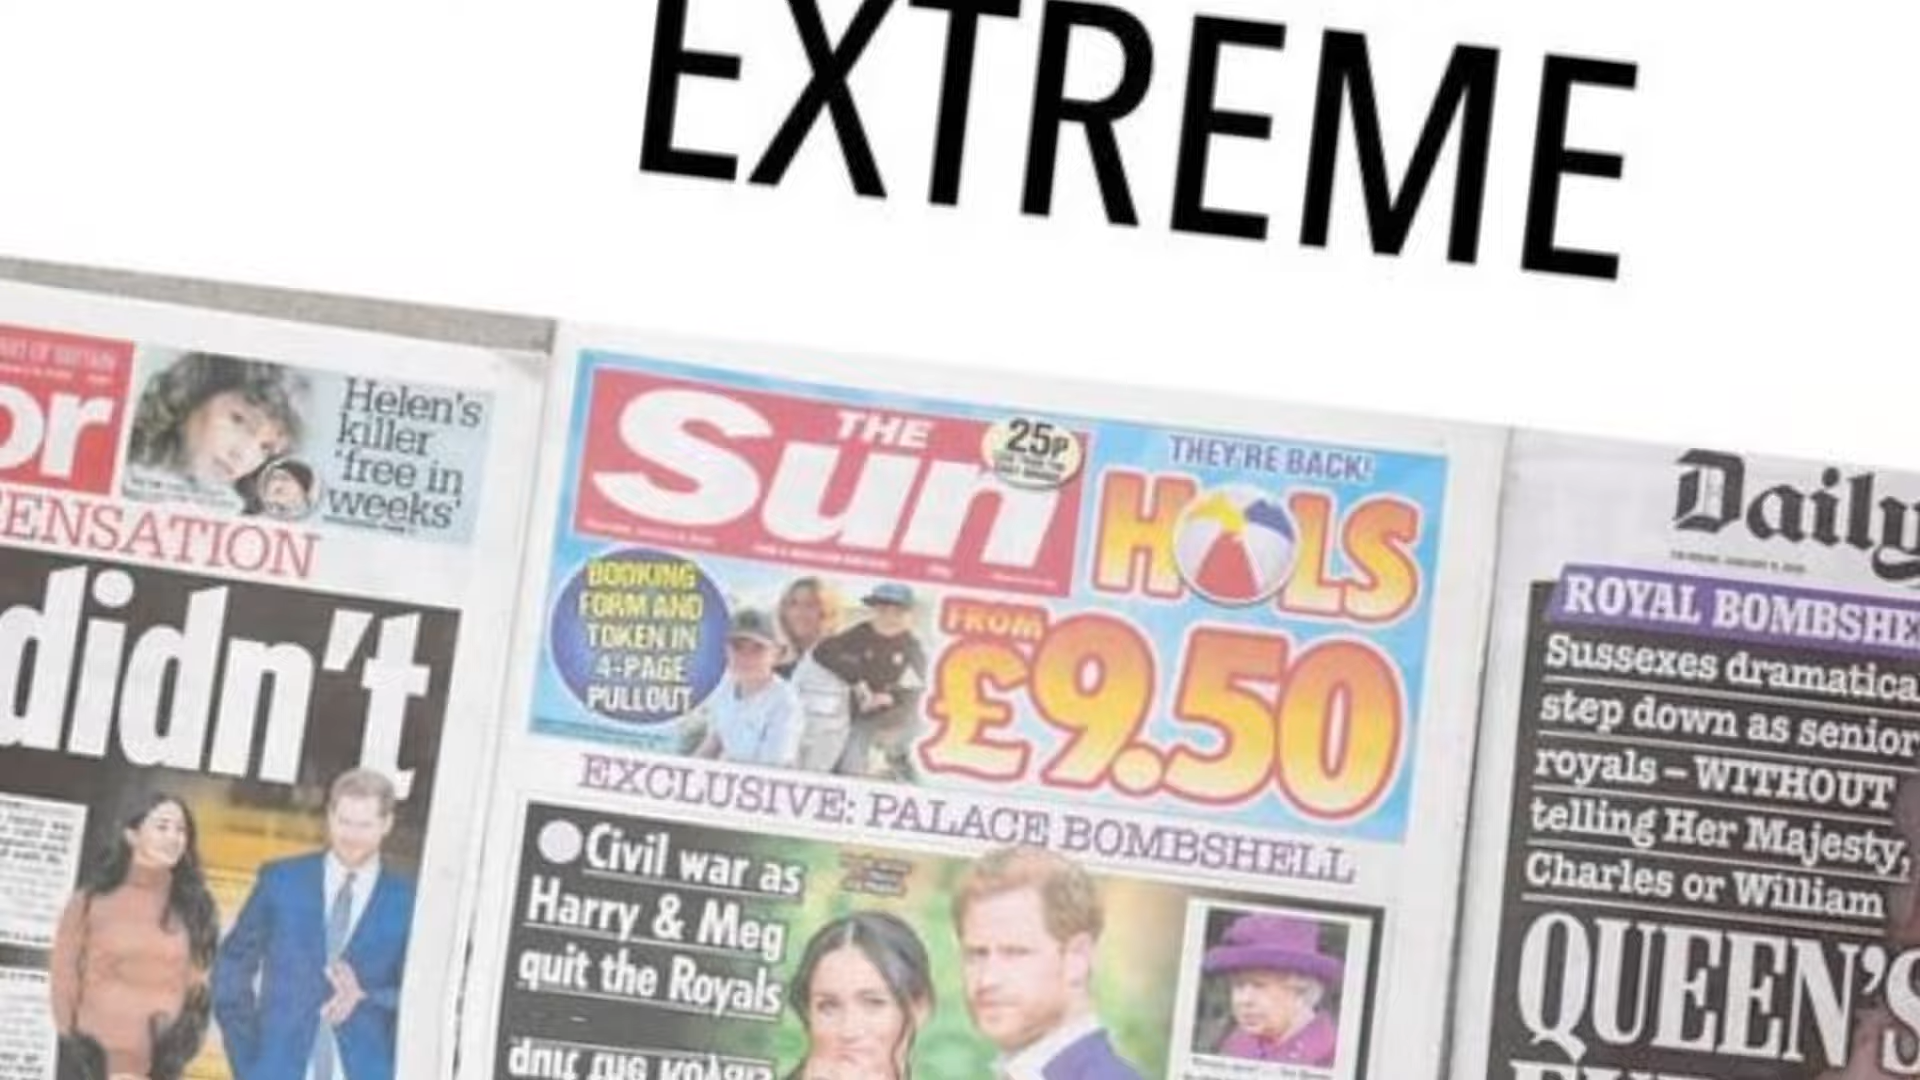 EXTREME
or
Helen's
killer
'free in
weeks'
ENSATION
didn't
THE
Sun
25P
THEY'RE BACK!
HOLS
BOOKING
FORM AND
TOKEN IN
4-PAGE
PULLOUT
FROM
£9.50
EXCLUSIVE: PALACE BOMBSHELL
Civil war as
Harry & Meg
quit the Royals
Daily
ROYAL BOMBSHE
Sussexes dramatica
step down as senior
royals – WITHOUT
telling Her Majesty,
Charles or William
QUEEN'S